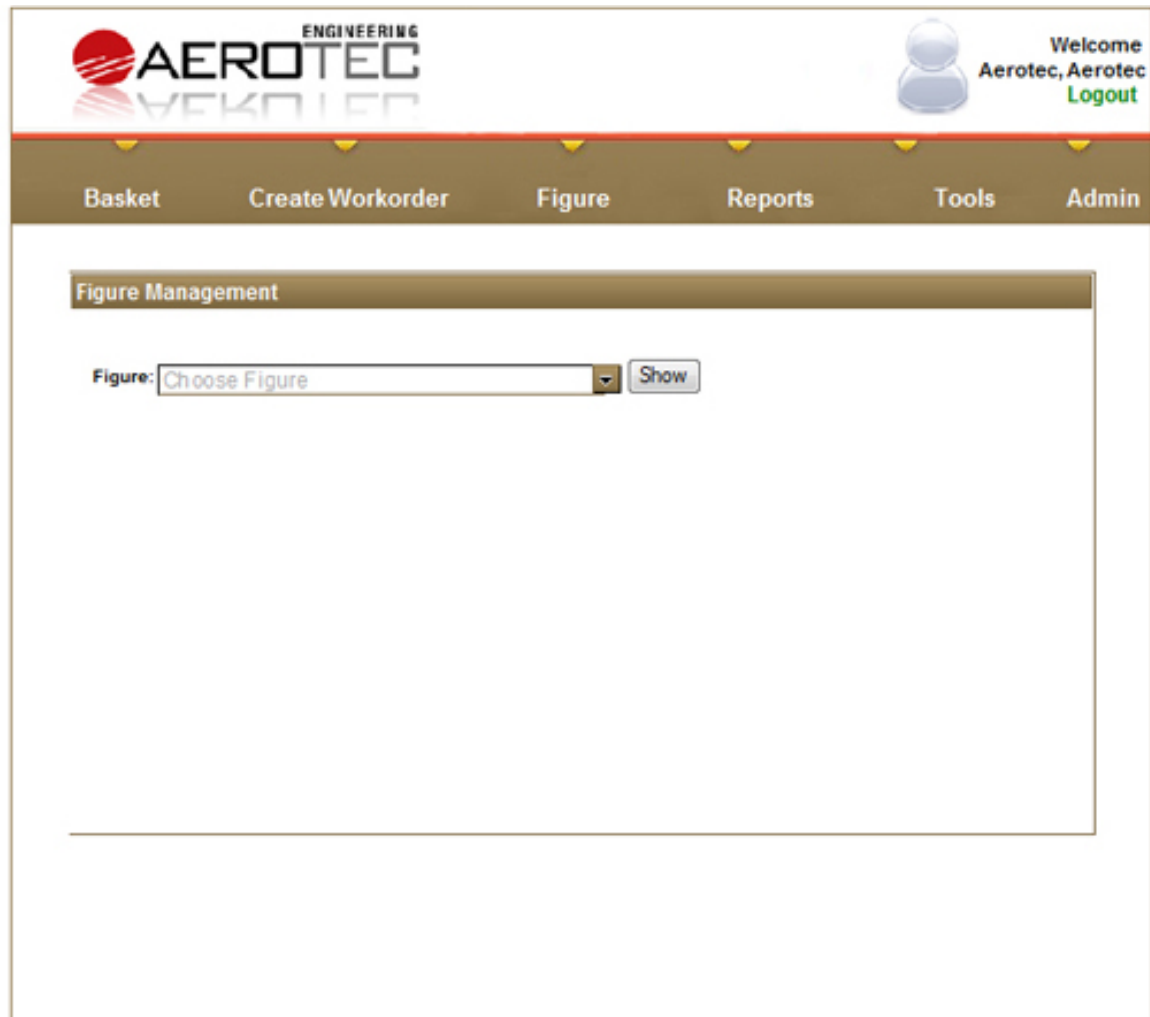 ENGINEERING
AEROTEC
Welcome
Aerotec, Aerotec
Logout
Basket Create Workorder Figure Reports Tools Admin
Figure Management
Figure: Choose Figure Show